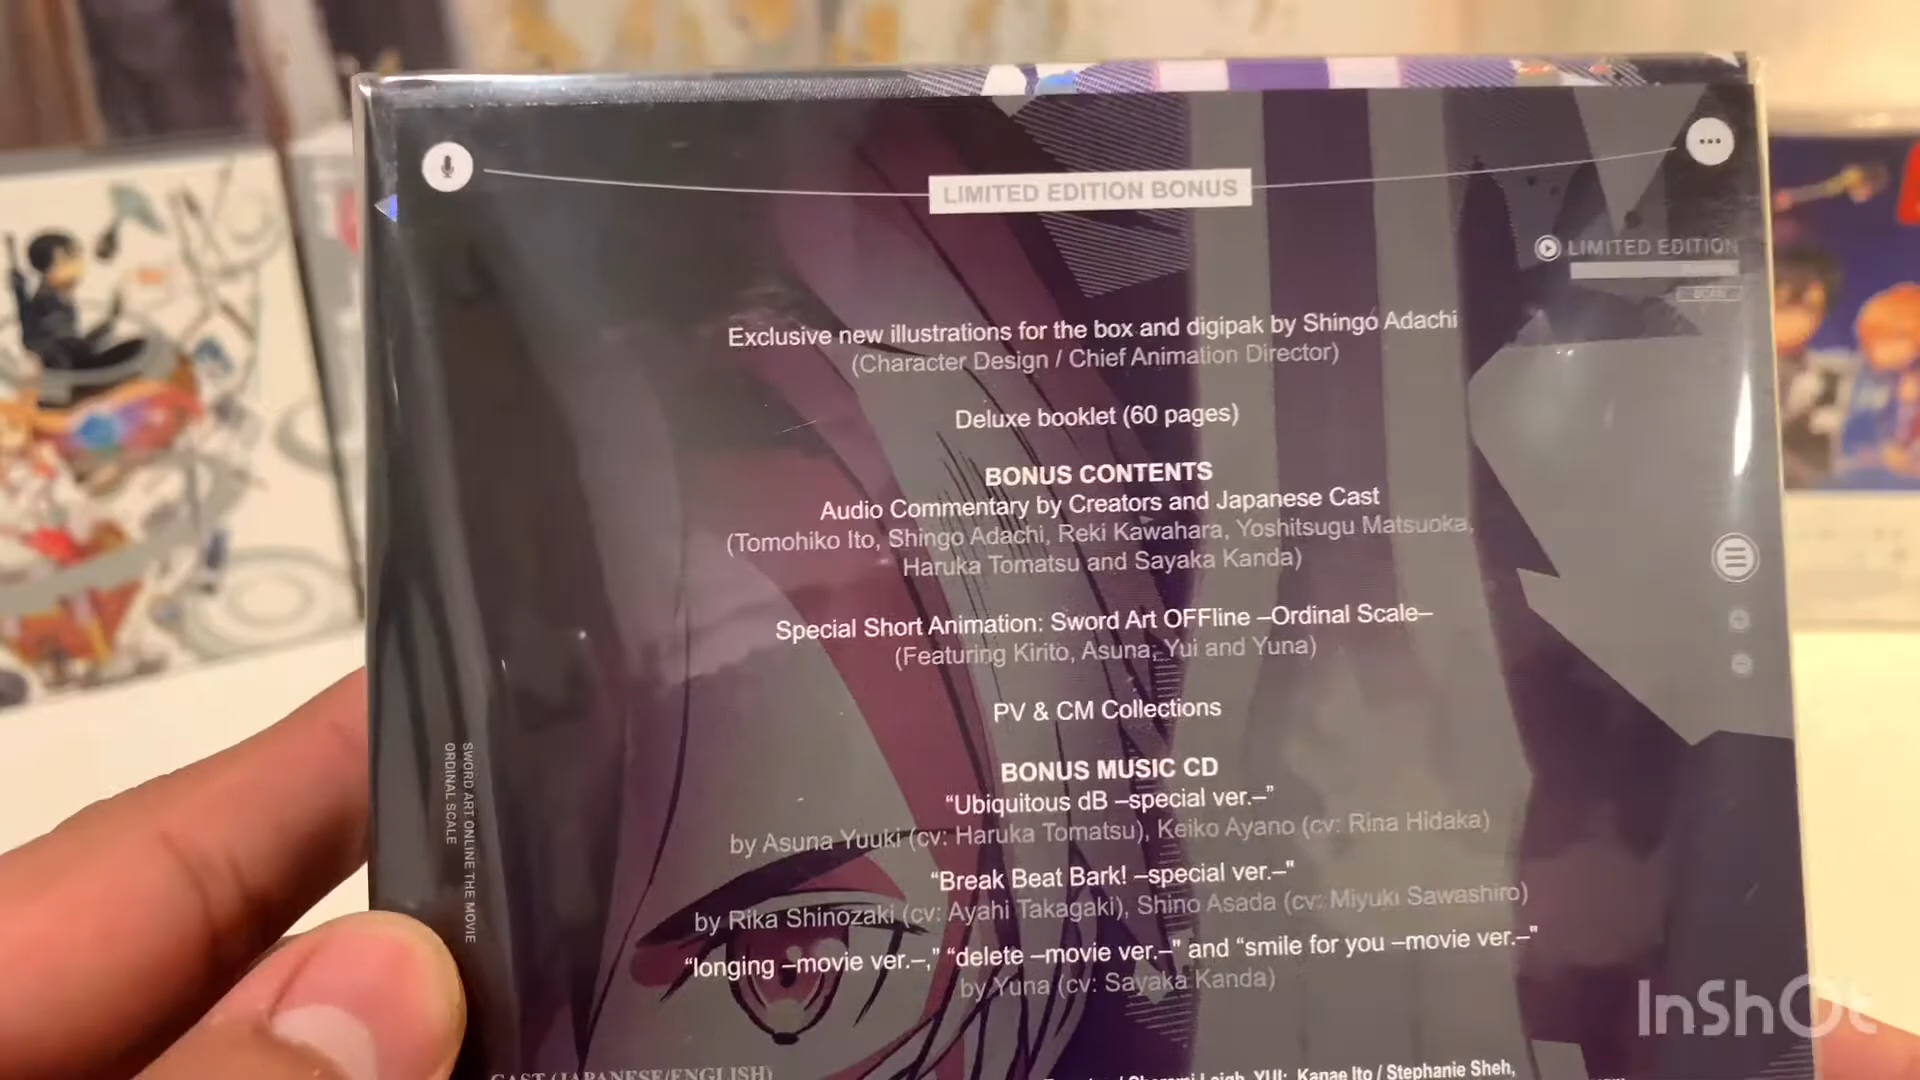 LIMITED EDITION BONUS
LIMITED EDITION
SCAN
Exclusive new illustrations for the box and digipak by Shingo Adachi
(Character Design / Chief Animation Director)
Deluxe booklet (60 pages)
BONUS CONTENTS
Audio Commentary by Creators and Japanese Cast
(Tomohiko Ito, Shingo Adachi, Reki Kawahara, Yoshitsugu Matsuoka,
Haruka Tomatsu and Sayaka Kanda)
Special Short Animation: Sword Art OFFline –Ordinal Scale–
(Featuring Kirito, Asuna, Yui and Yuna)
PV & CM Collections
BONUS MUSIC CD
“Ubiquitous dB –special ver.–”
by Asuna Yuuki (cv: Haruka Tomatsu), Keiko Ayano (cv: Rina Hidaka)
“Break Beat Bark! –special ver.–"
by Rika Shinozaki (cv: Ayahi Takagaki), Shino Asada (cv: Miyuki Sawashiro)
“longing –movie ver.–,” “delete –movie ver.–" and “smile for you –movie ver.–"
by Yuna (cv: Sayaka Kanda)
SWORD ART ONLINE THE MOVIE
ORDINAL SCALE
CAST (JAPANESE/ENGLISH)
Leigh, YUI: Kanae Ito / Stephanie Sheh,
InShOt